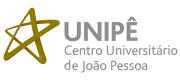 UNIPÊ
Centro Universitário
de João Pessoa